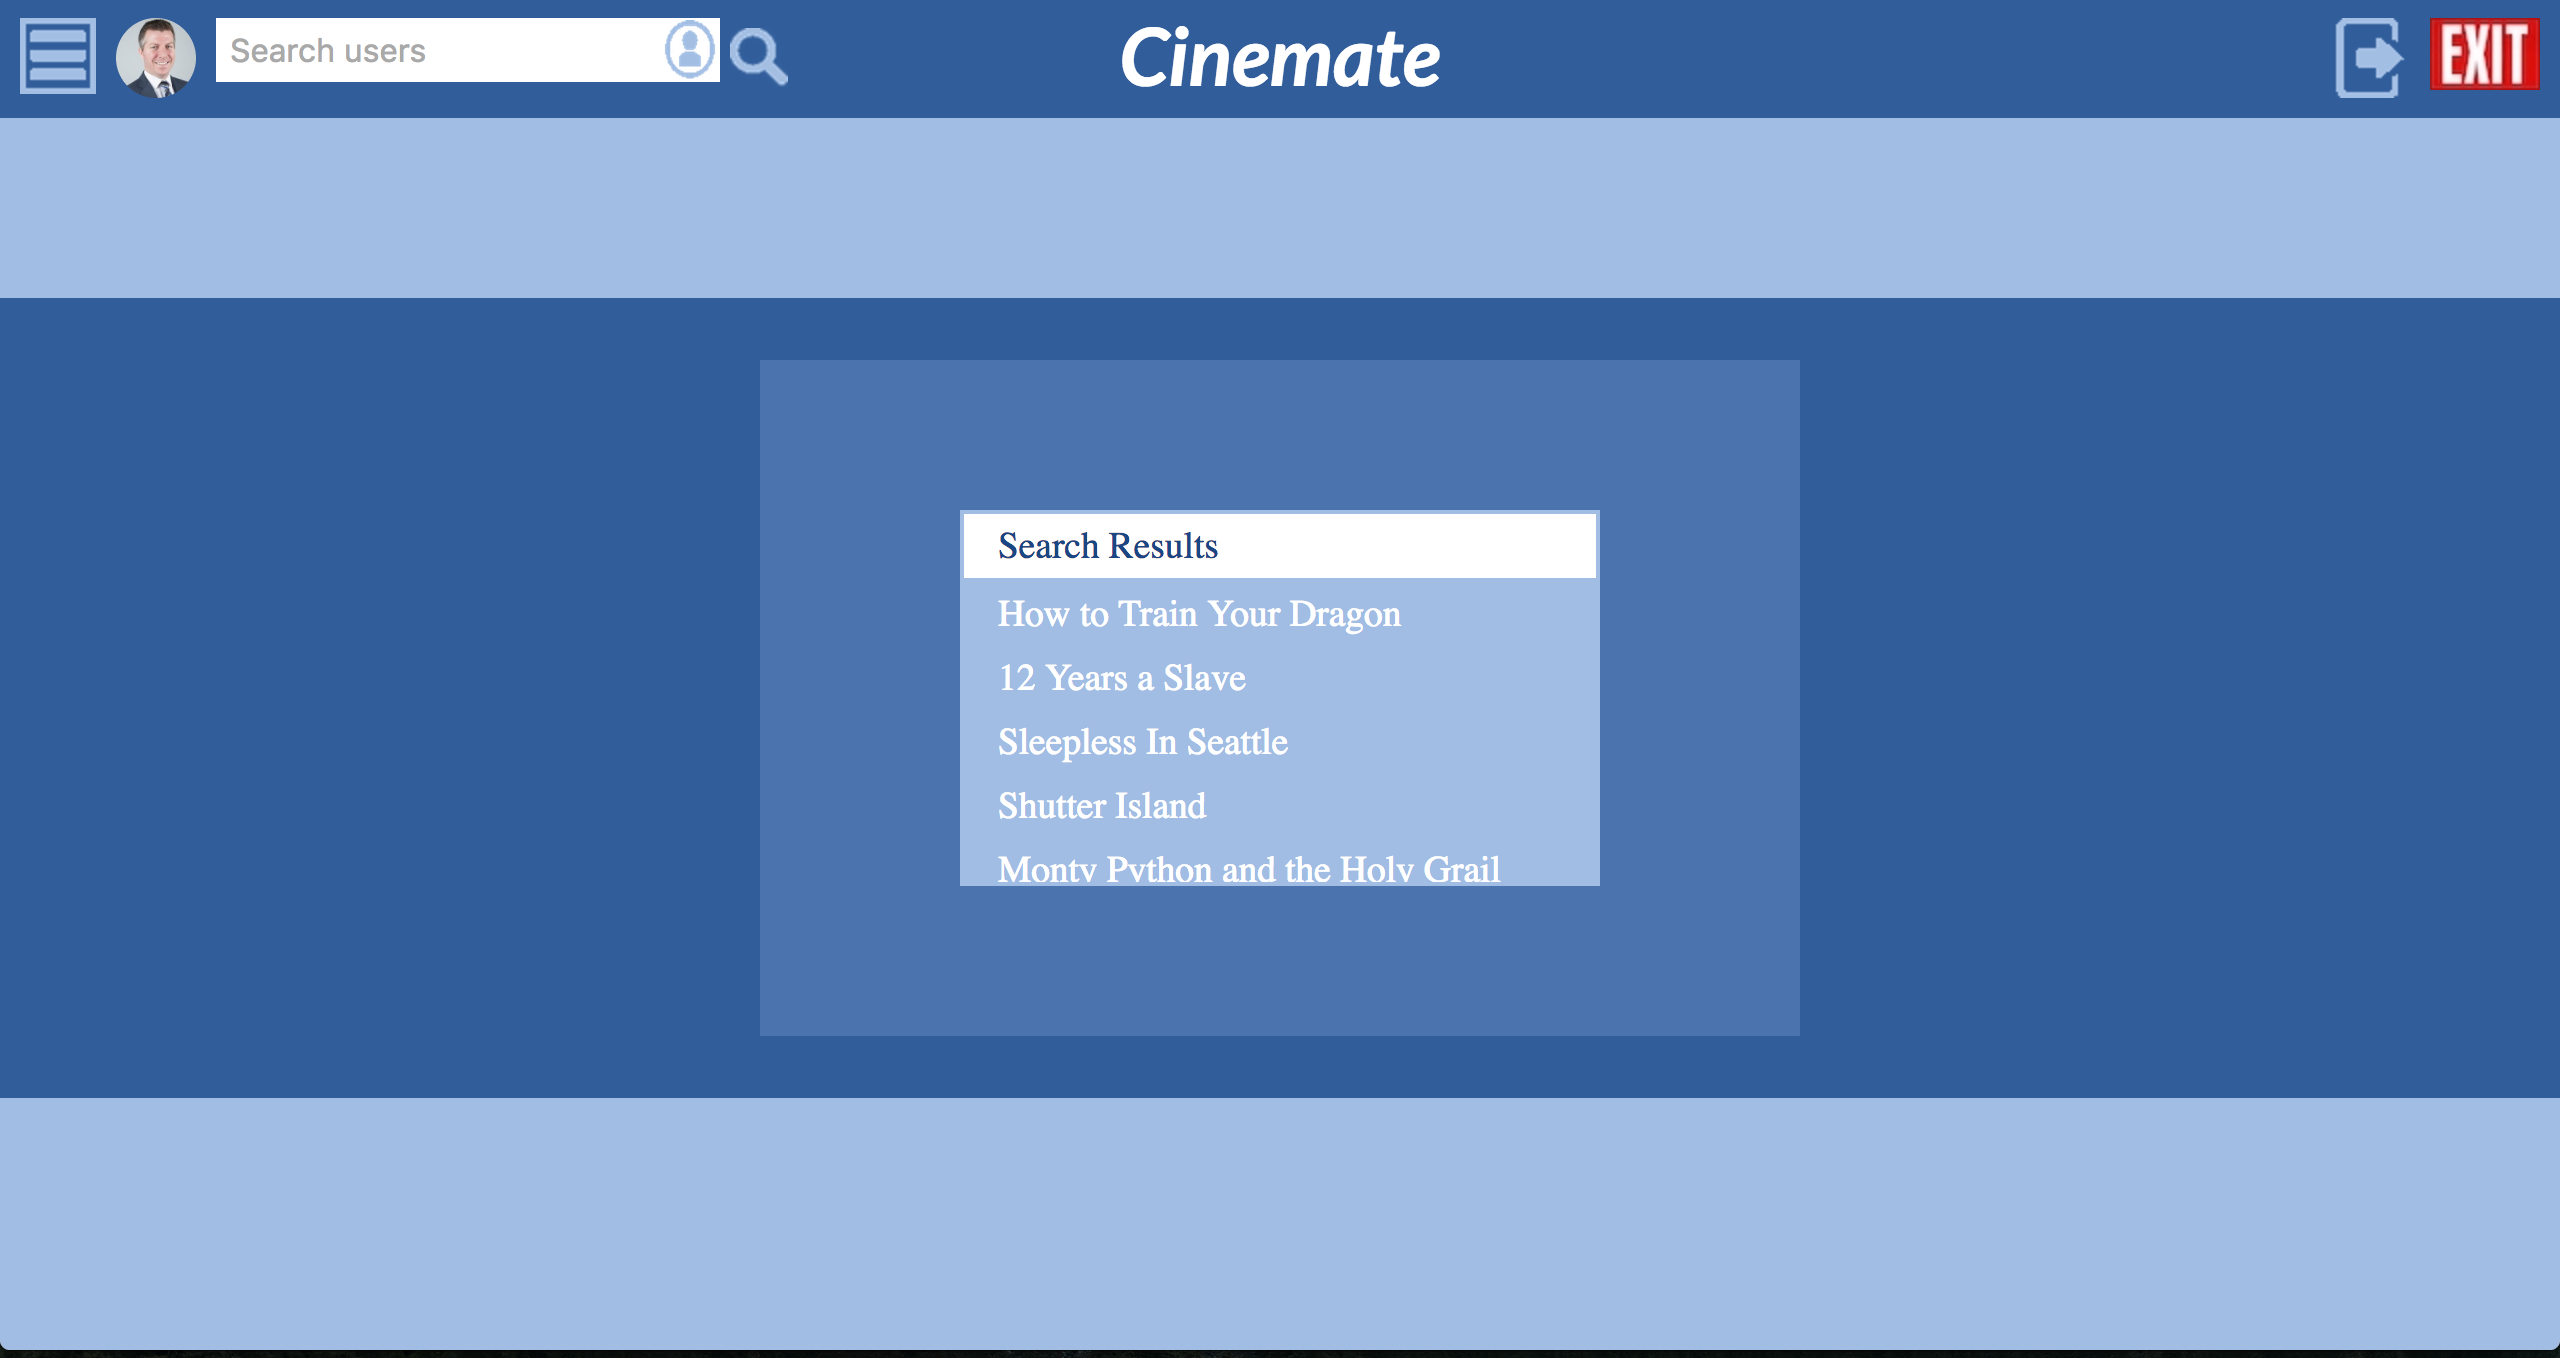 Search users
Cinemate
EXIT
Search Results
How to Train Your Dragon
12 Years a Slave
Sleepless In Seattle
Shutter Island
Monty Python and the Holy Grail